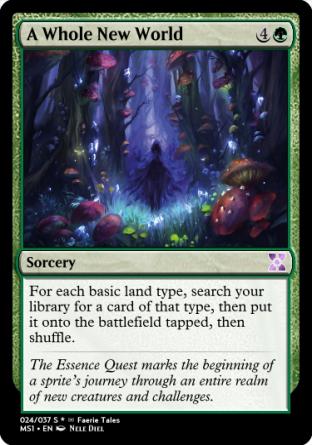 A Whole New World 4
Sorcery
For each basic land type, search your
library for a card of that type, then put
it onto the battlefield tapped, then
shuffle.
The Essence Quest marks the beginning of
a sprite's journey through an entire realm
of new creatures and challenges.
024/037 S * ∞ Faerie Tales
MS1 • EN Nele Diel